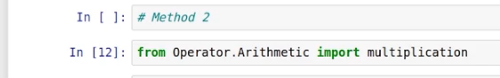 In [ ]: # Method 2
In [12]: from Operator.Arithmetic import multiplication